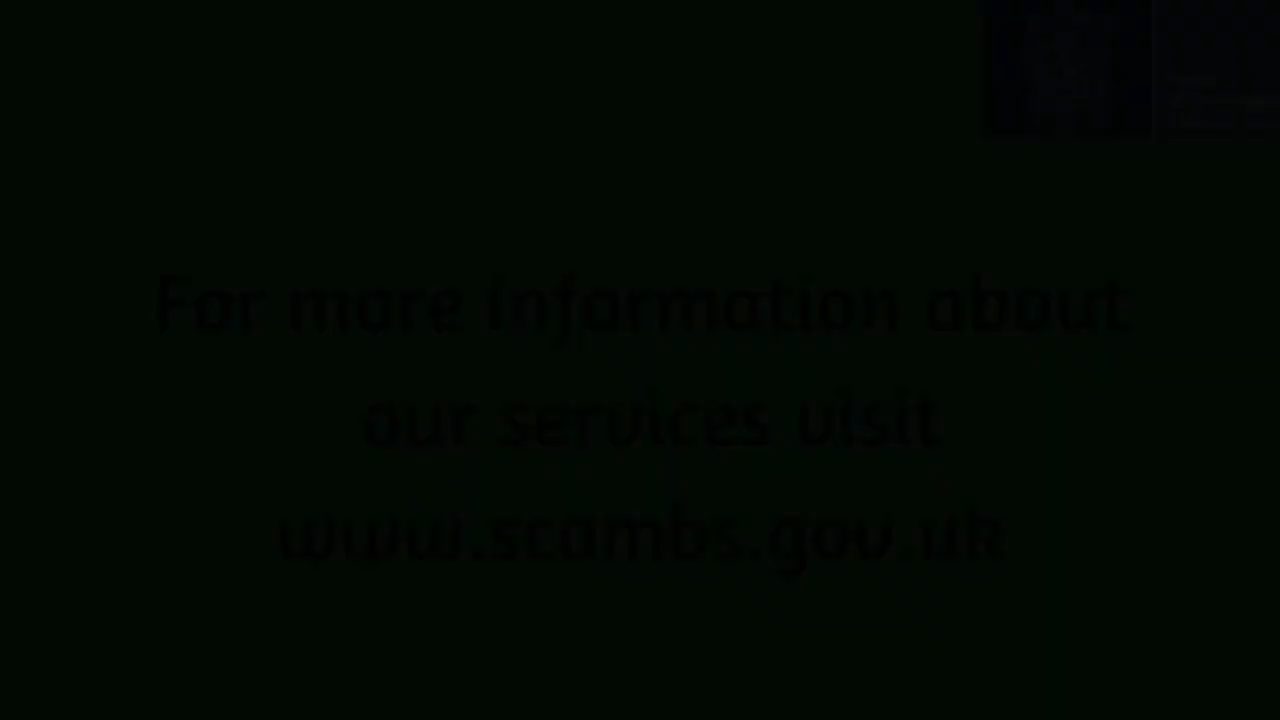 For more information about
our services visit
www.scambs.gov.uk